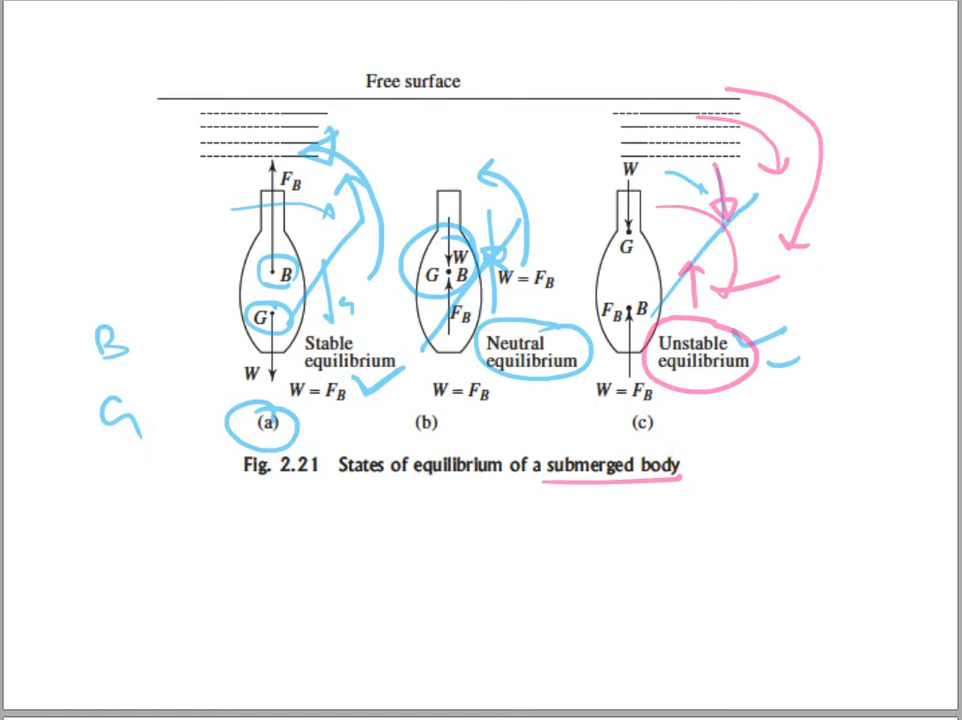 Free surface
F_B
B
G
W
Stable
equilibrium
W = F_B
(a)
W
G B
F_B
W = F_B
Neutral
equilibrium
W = F_B
(b)
W
G
F_B B
Unstable
equilibrium
W = F_B
(c)
B
G
G
Fig. 2.21 States of equilibrium of a submerged body